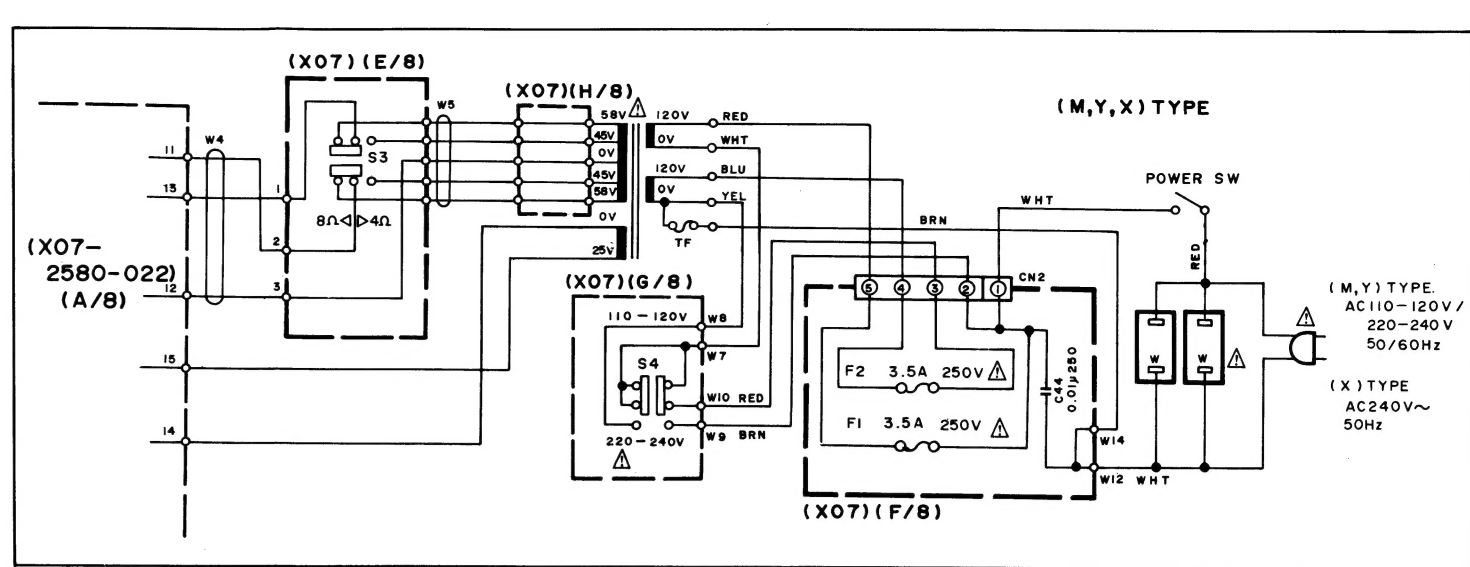 (X07)(E/8)
(X07)(H/8)
(M,Y,X) TYPE
W4
W5
11
13
1
S3
8Ω ◁ ▷ 4Ω
2
(X07-
2580-022)
(A/8)
12
3
15
14
58V
45V
0V
45V
58V
0V
25V
120V
RED
0V
WHT
120V
BLU
0V
YEL
TF
BRN
WHT
POWER SW
RED
(X07)(G/8)
110-120V
W8
W7
S4
W10 RED
W9 BRN
220-240V
5
4
3
2
1
CN2
F2 3.5A 250V
F1 3.5A 250V
C44
0.01μ250
W14
W12 WHT
(X07)(F/8)
W
W
(M,Y) TYPE.
AC110-120V/
220-240V
50/60Hz
(X) TYPE
AC240V~
50Hz